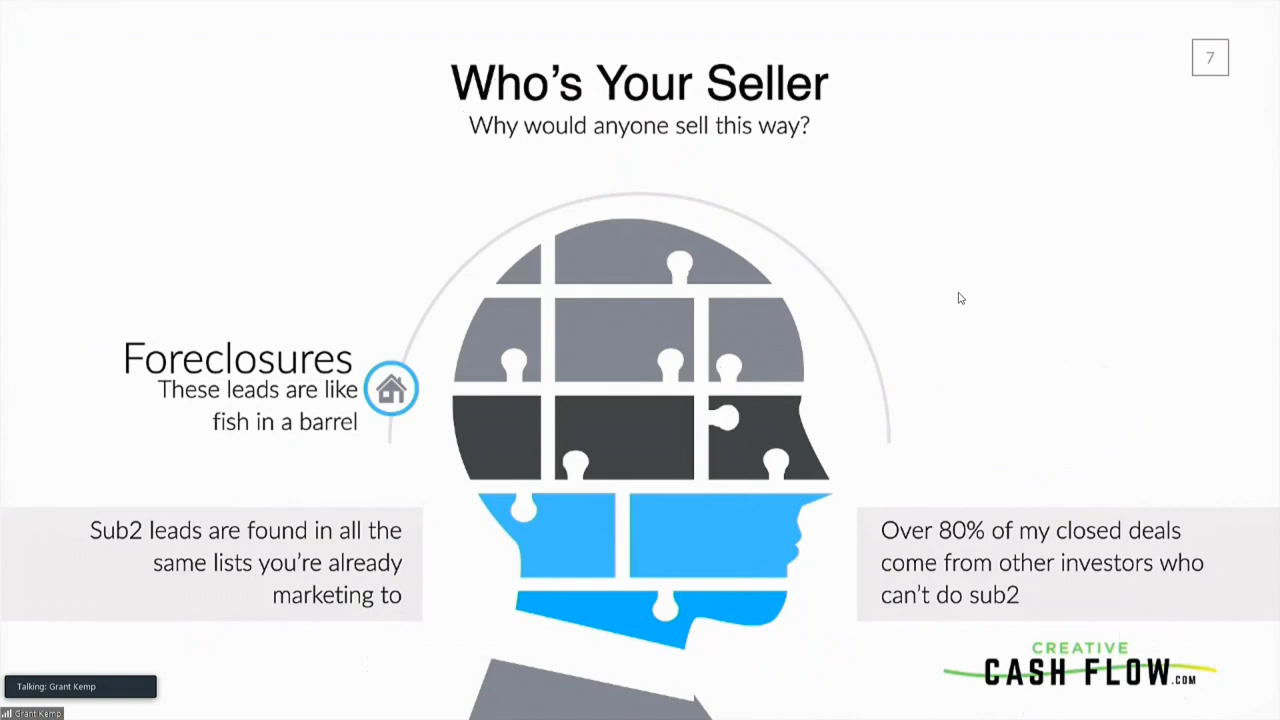 7
Who's Your Seller
Why would anyone sell this way?
Foreclosures
These leads are like
fish in a barrel
Sub2 leads are found in all the
same lists you're already
marketing to
Over 80% of my closed deals
come from other investors who
can't do sub2
CREATIVE
CASH FLOW.COM
Talking: Grant Kemp
Grant Kemp